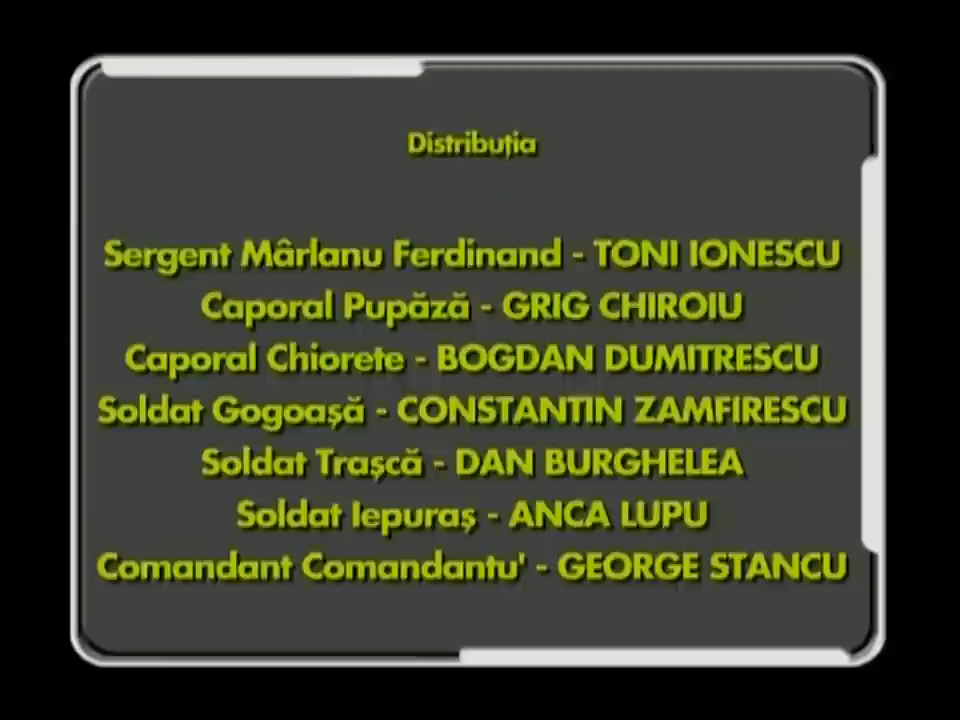 Distribuția
Sergent Mârlanu Ferdinand - TONI IONESCU
Caporal Pupăză - GRIG CHIROIU
Caporal Chiorete - BOGDAN DUMITRESCU
Soldat Gogoașă - CONSTANTIN ZAMFIRESCU
Soldat Trașcă - DAN BURGHELEA
Soldat Iepuraș - ANCA LUPU
Comandant Comandantu' - GEORGE STANCU